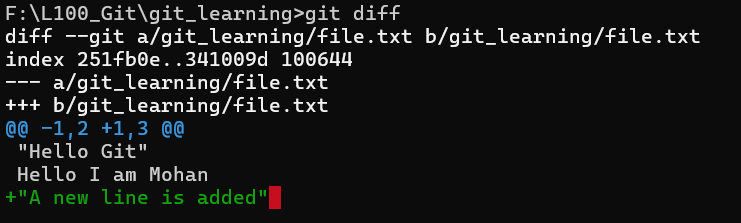 F:\L100_Git\git_learning>git diff
diff --git a/git_learning/file.txt b/git_learning/file.txt
index 251fb0e..341009d 100644
--- a/git_learning/file.txt
+++ b/git_learning/file.txt
@@ -1,2 +1,3 @@
 "Hello Git"
 Hello I am Mohan
+"A new line is added"